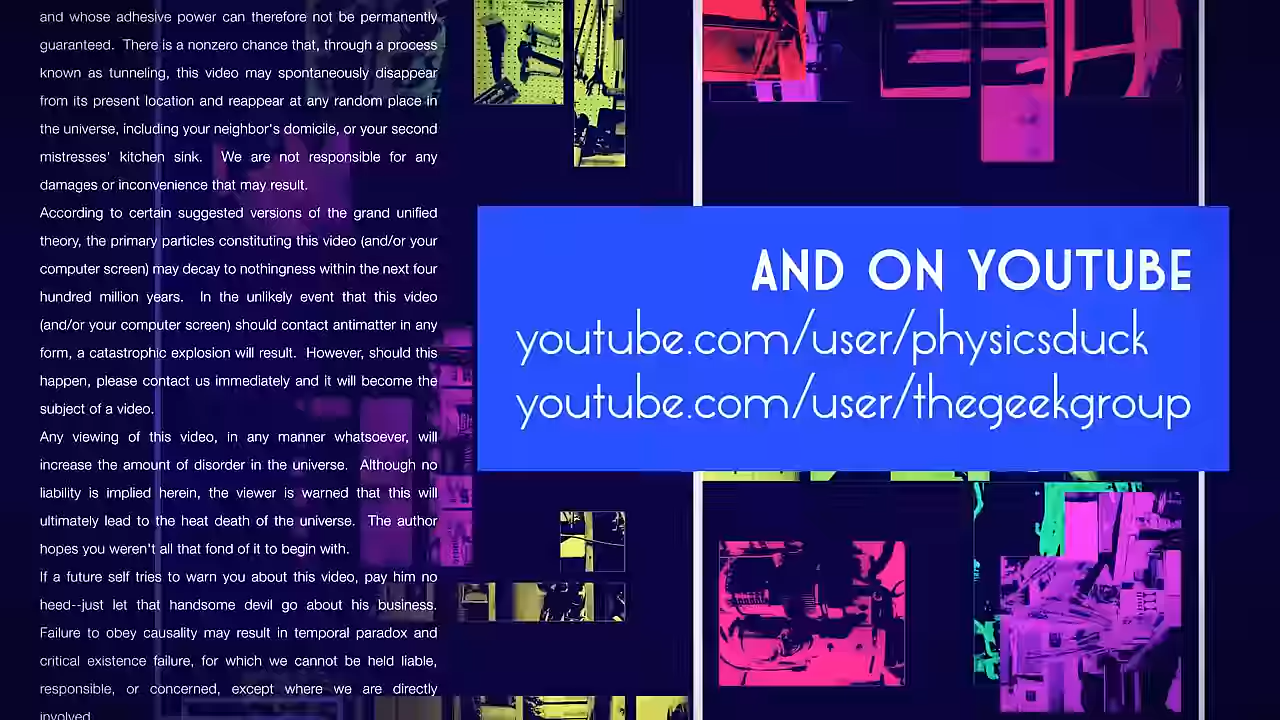 and whose adhesive power can therefore not be permanently
guaranteed. There is a nonzero chance that, through a process
known as tunneling, this video may spontaneously disappear
from its present location and reappear at any random place in
the universe, including your neighbor's domicile, or your second
mistresses' kitchen sink. We are not responsible for any
damages or inconvenience that may result.
According to certain suggested versions of the grand unified
theory, the primary particles constituting this video (and/or your
computer screen) may decay to nothingness within the next four
hundred million years. In the unlikely event that this video
(and/or your computer screen) should contact antimatter in any
form, a catastrophic explosion will result. However, should this
happen, please contact us immediately and it will become the
subject of a video.
Any viewing of this video, in any manner whatsoever, will
increase the amount of disorder in the universe. Although no
liability is implied herein, the viewer is warned that this will
ultimately lead to the heat death of the universe. The author
hopes you weren't all that fond of it to begin with.
If a future self tries to warn you about this video, pay him no
mind--just let that handsome devil go about his business.
Failure to obey causality may result in temporal paradox and
critical existence failure, for which we cannot be held liable,
responsible, or concerned, except where we are directly
involved.
AND ON YOUTUBE
youtube.com/user/physicsduck
youtube.com/user/thegeekgroup